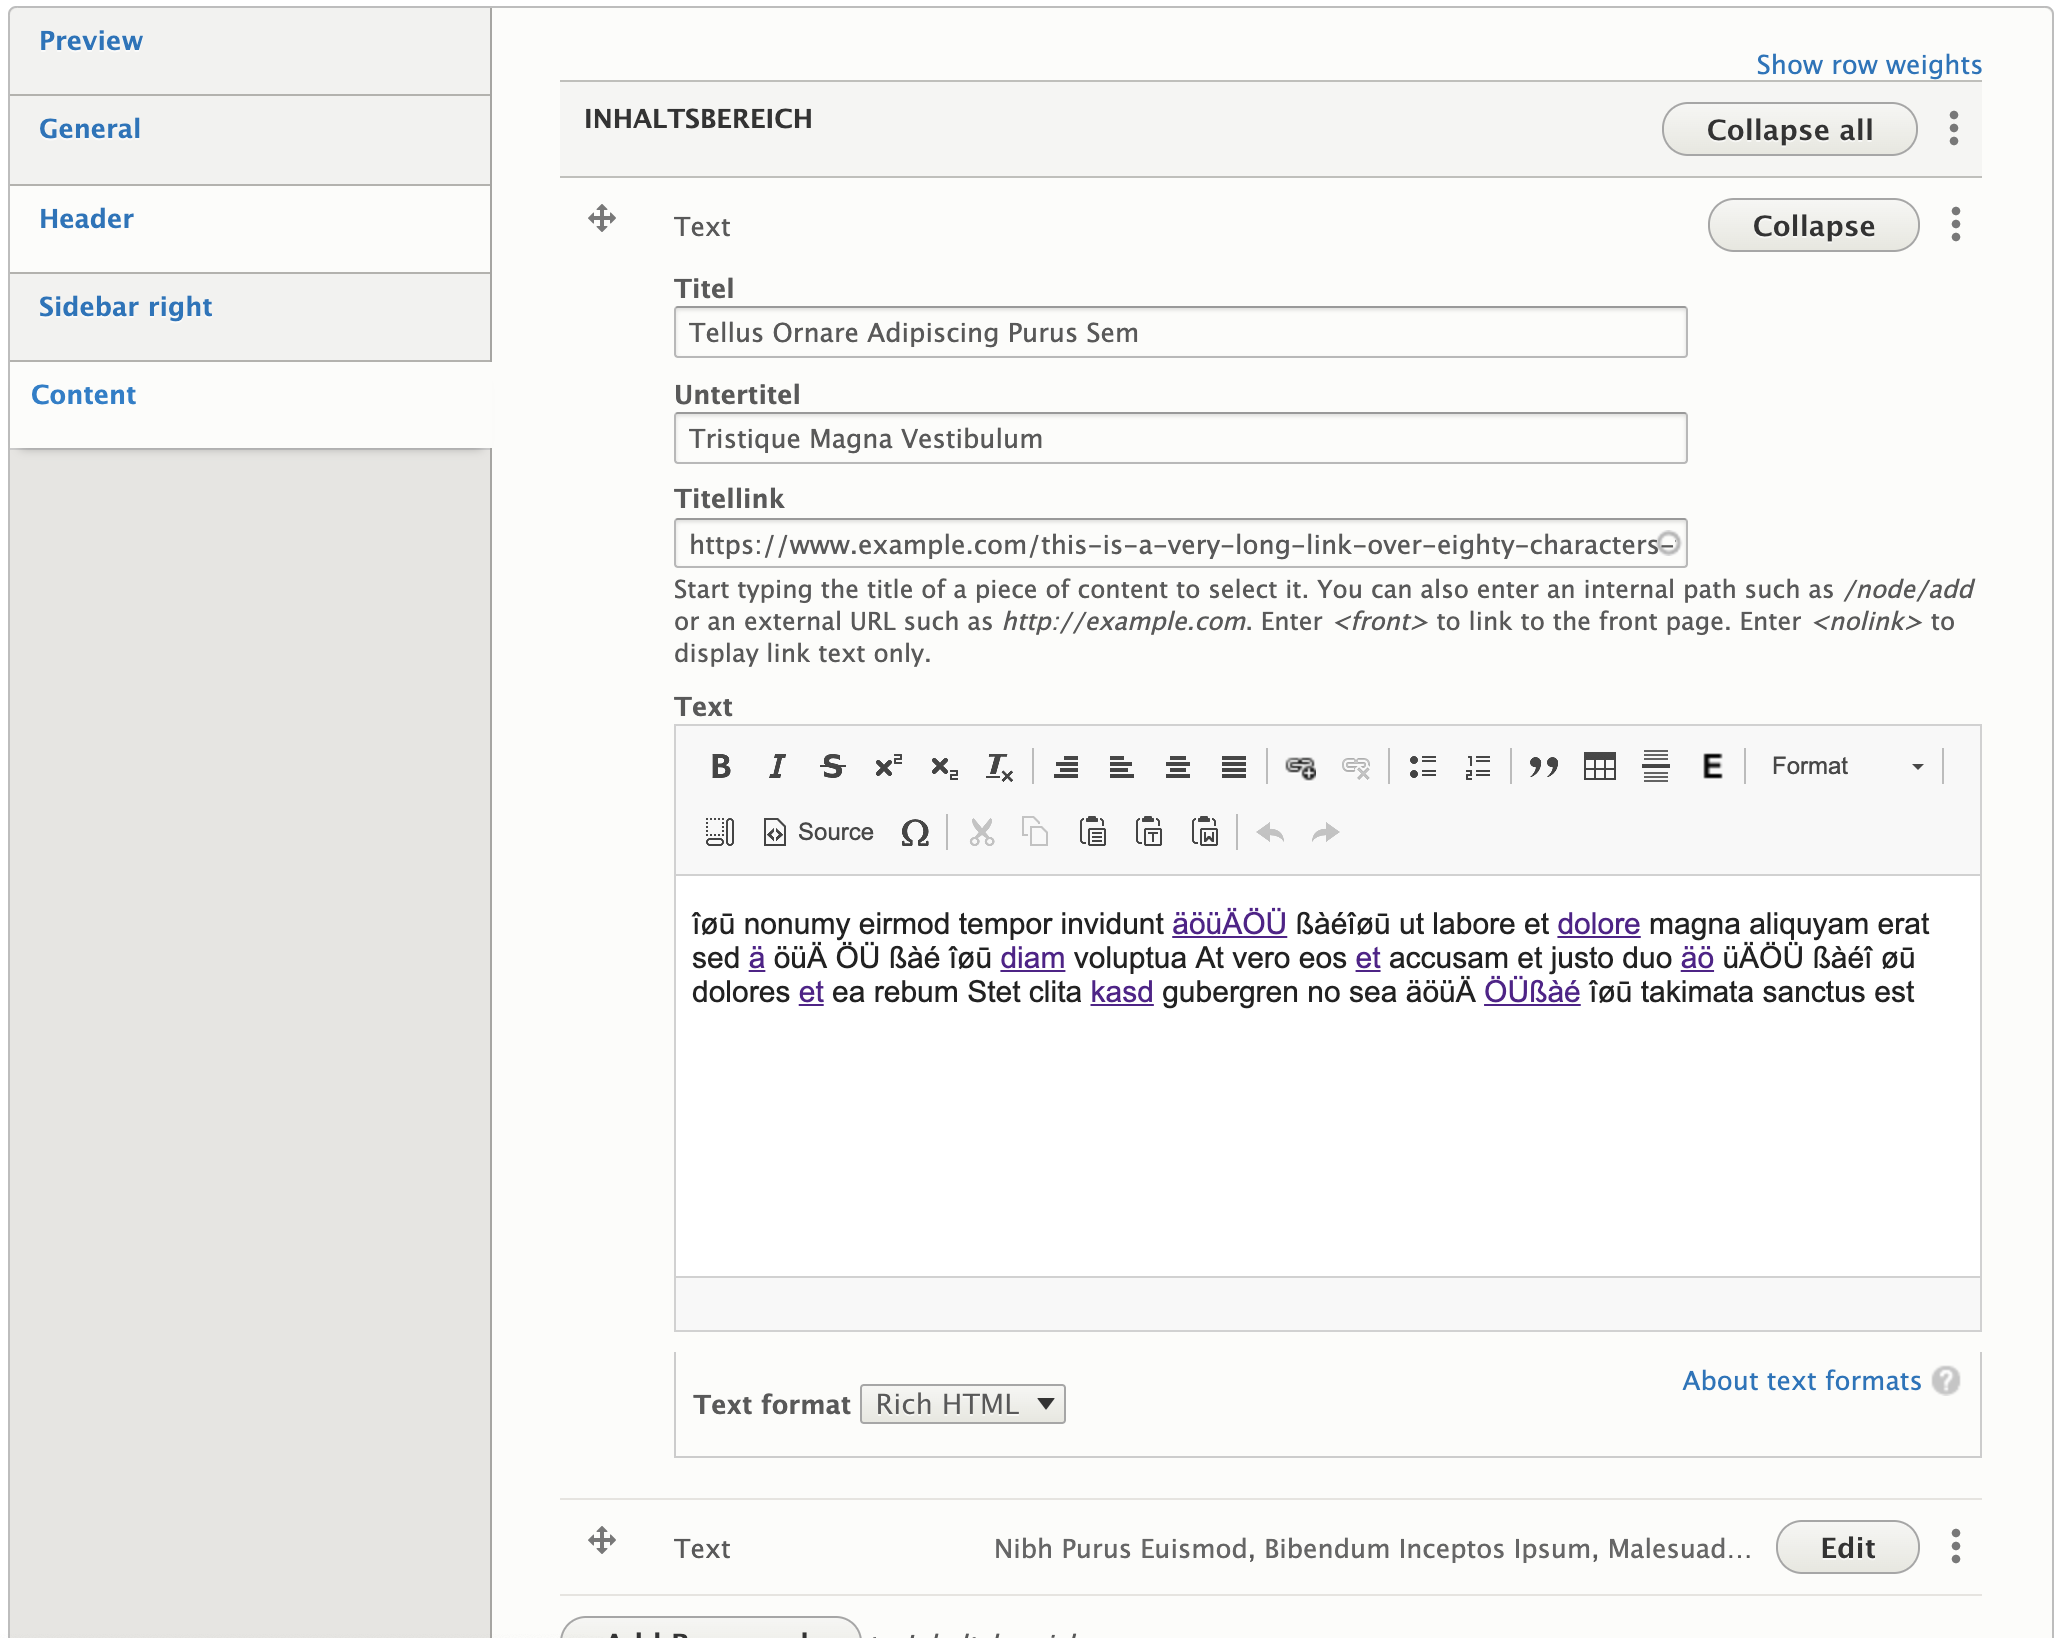 Preview
General
Header
Sidebar right
Content
Show row weights
INHALTSBEREICH
Collapse all
Text
Collapse
Titel
Tellus Ornare Adipiscing Purus Sem
Untertitel
Tristique Magna Vestibulum
Titellink
https://www.example.com/this-is-a-very-long-link-over-eighty-characters-
Start typing the title of a piece of content to select it. You can also enter an internal path such as /node/add
or an external URL such as http://example.com. Enter <front> to link to the front page. Enter <nolink> to
display link text only.
Text
Format
Source
îøū nonumy eirmod tempor invidunt äöüÄÖÜ ßàéîøū ut labore et dolore magna aliquyam erat
sed ä öüÄ ÖÜ ßàé îøū diam voluptua At vero eos et accusam et justo duo äö üÄÖÜ ßàéî øū
dolores et ea rebum Stet clita kasd gubergren no sea äöüÄ ÖÜßàé îøū takimata sanctus est
About text formats
Text format Rich HTML
Text
Nibh Purus Euismod, Bibendum Inceptos Ipsum, Malesuad...
Edit